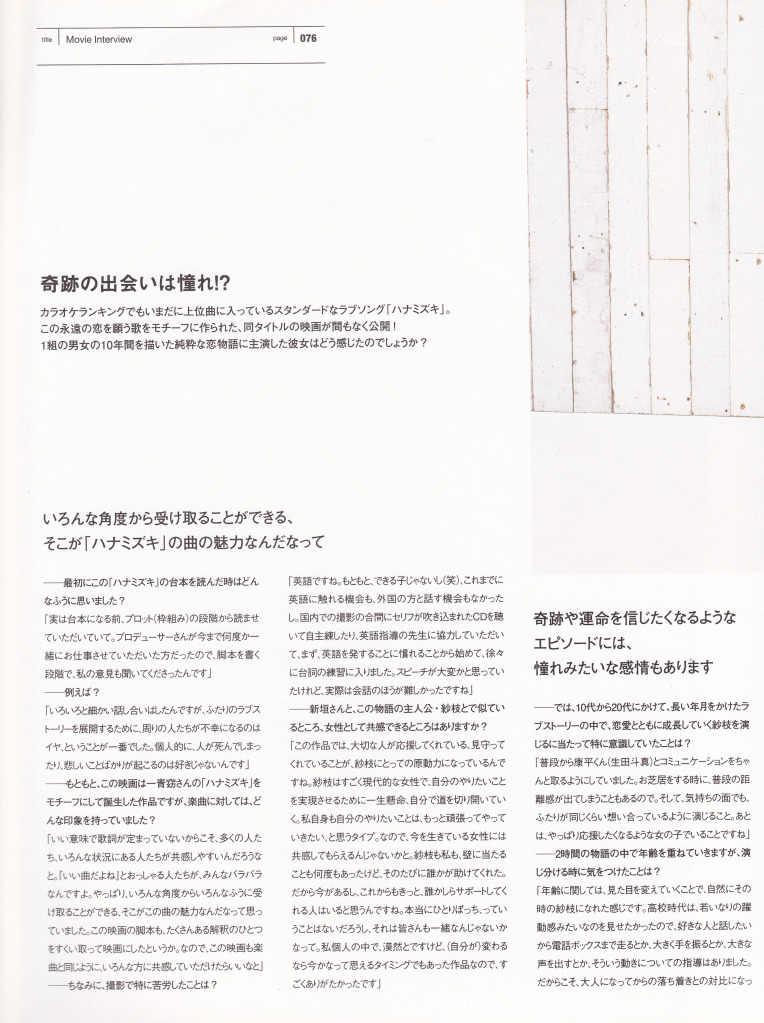 title Movie Interview page 076
奇跡の出会いは憧れ!?
カラオケランキングでもいまだに上位曲に入っているスタンダードなラブソング「ハナミズキ」。
この永遠の恋を願う歌をモチーフに作られた、同タイトルの映画が間もなく公開！
1組の男女の10年間を描いた純粋な恋物語に主演した彼女はどう感じたのでしょうか？
いろんな角度から受け取ることができる、
そこが「ハナミズキ」の曲の魅力なんだなって
──最初にこの『ハナミズキ』の台本を読んだ時はどん
なふうに思いました？
「実は台本になる前、プロット(枠組み)の段階から読ませ
ていただいていて。プロデューサーさんが今まで何度か一
緒にお仕事させていただいた方だったので、脚本を書く
段階で、私の意見も聞いてくださったんです」
──例えば？
「いろいろと細かい話し合いはしたんですが、ふたりのラブス
トーリーを展開するために、周りの人たちが不幸になるのは
イヤ、ということが一番でした。個人的に、人が死んでしまっ
たり、悲しいことばかりが起こるのは好きじゃないんです」
──もともと、この映画は一青窈さんの「ハナミズキ」を
モチーフにして誕生した作品ですが、楽曲に対しては、ど
んな印象を持っていました？
「いい意味で歌詞が定まっていないからこそ、多くの人た
ち、いろんな状況にある人たちが共感しやすいんだろうな
と。『いい曲だよね』とおっしゃる人たちが、みんなバラバラ
なんですよ。やっぱり、いろんな角度からいろんなふうに受
け取ることができる、そこがこの曲の魅力なんだなって思っ
ていました。この映画の脚本も、たくさんある解釈のひとつ
をすくい取って映画にしたというか。なので、この映画も楽
曲と同じように、いろんな方に共感していただけたらいいなと」
──ちなみに、撮影で特に苦労したことは？
「英語ですね。もともと、できる子じゃないし(笑)、これまでに
英語に触れる機会も、外国の方と話す機会もなかった
し。国内での撮影の合間にセリフが吹き込まれたCDを聴
いて自主練したり、英語指導の先生に協力していただい
て、まず、英語を発することに慣れることから始めて、徐々
に台詞の練習に入りました。スピーチが大変かと思ってい
たけれど、実際は会話のほうが難しかったですね」
──新垣さんと、この物語の主人公・紗枝とで似てい
るところ、女性として共感できるところはありますか？
「この作品では、大切な人が応援してくれている、見守って
くれていることが、紗枝にとっての原動力になっているんで
すね。紗枝はすごく現代的な女性で、自分のやりたいこと
を実現させるために一生懸命、自分で道を切り開いてい
く。私自身も自分のやりたいことは、もっと頑張ってやって
いきたい、と思うタイプ。なので、今を生きている女性には
共感してもらえるんじゃないかと。紗枝も私も、壁に当たる
ことも何度もあったけど、そのたびに誰かが助けてくれた。
だから今があるし、これからもきっと、誰かしらサポートしてく
れる人はいると思うんですね。本当にひとりぼっち、ってい
うことはないだろうし、それは皆さんも一緒なんじゃないか
なって。私個人の中で、漠然とですけど、(自分が)変わる
なら今かなって思えるタイミングでもあった作品なので、す
ごくありがたかったです」
奇跡や運命を信じたくなるような
エピソードには、
憧れみたいな感情もあります
──では、10代から20代にかけて、長い年月をかけたラ
ブストーリーの中で、恋愛とともに成長していく紗枝を演
じるに当たって特に意識していたことは？
「普段から康平くん(生田斗真)とコミュニケーションをちゃ
んと取るようにしていました。お芝居をする時に、普段の距
離感が出てしまうこともあるので。そして、気持ちの面でも、
ふたりが同じくらい想い合っているように演じること。あと
は、やっぱり応援したくなるような女の子でいることですね」
──2時間の物語の中で年齢を重ねていきますが、演
じ分ける時に気をつけたことは？
「年齢に関しては、見た目を変えていくことで、自然にその
時の紗枝になれた感じです。高校時代は、若いなりの躍
動感みたいなのを見せたかったので、好きな人と話したい
から電話ボックスまで走るとか、大きく手を振るとか、大きな
声を出すとか、そういう動きについての指導はありました。
だからこそ、大人になってからの落ち着きとの対比になっ